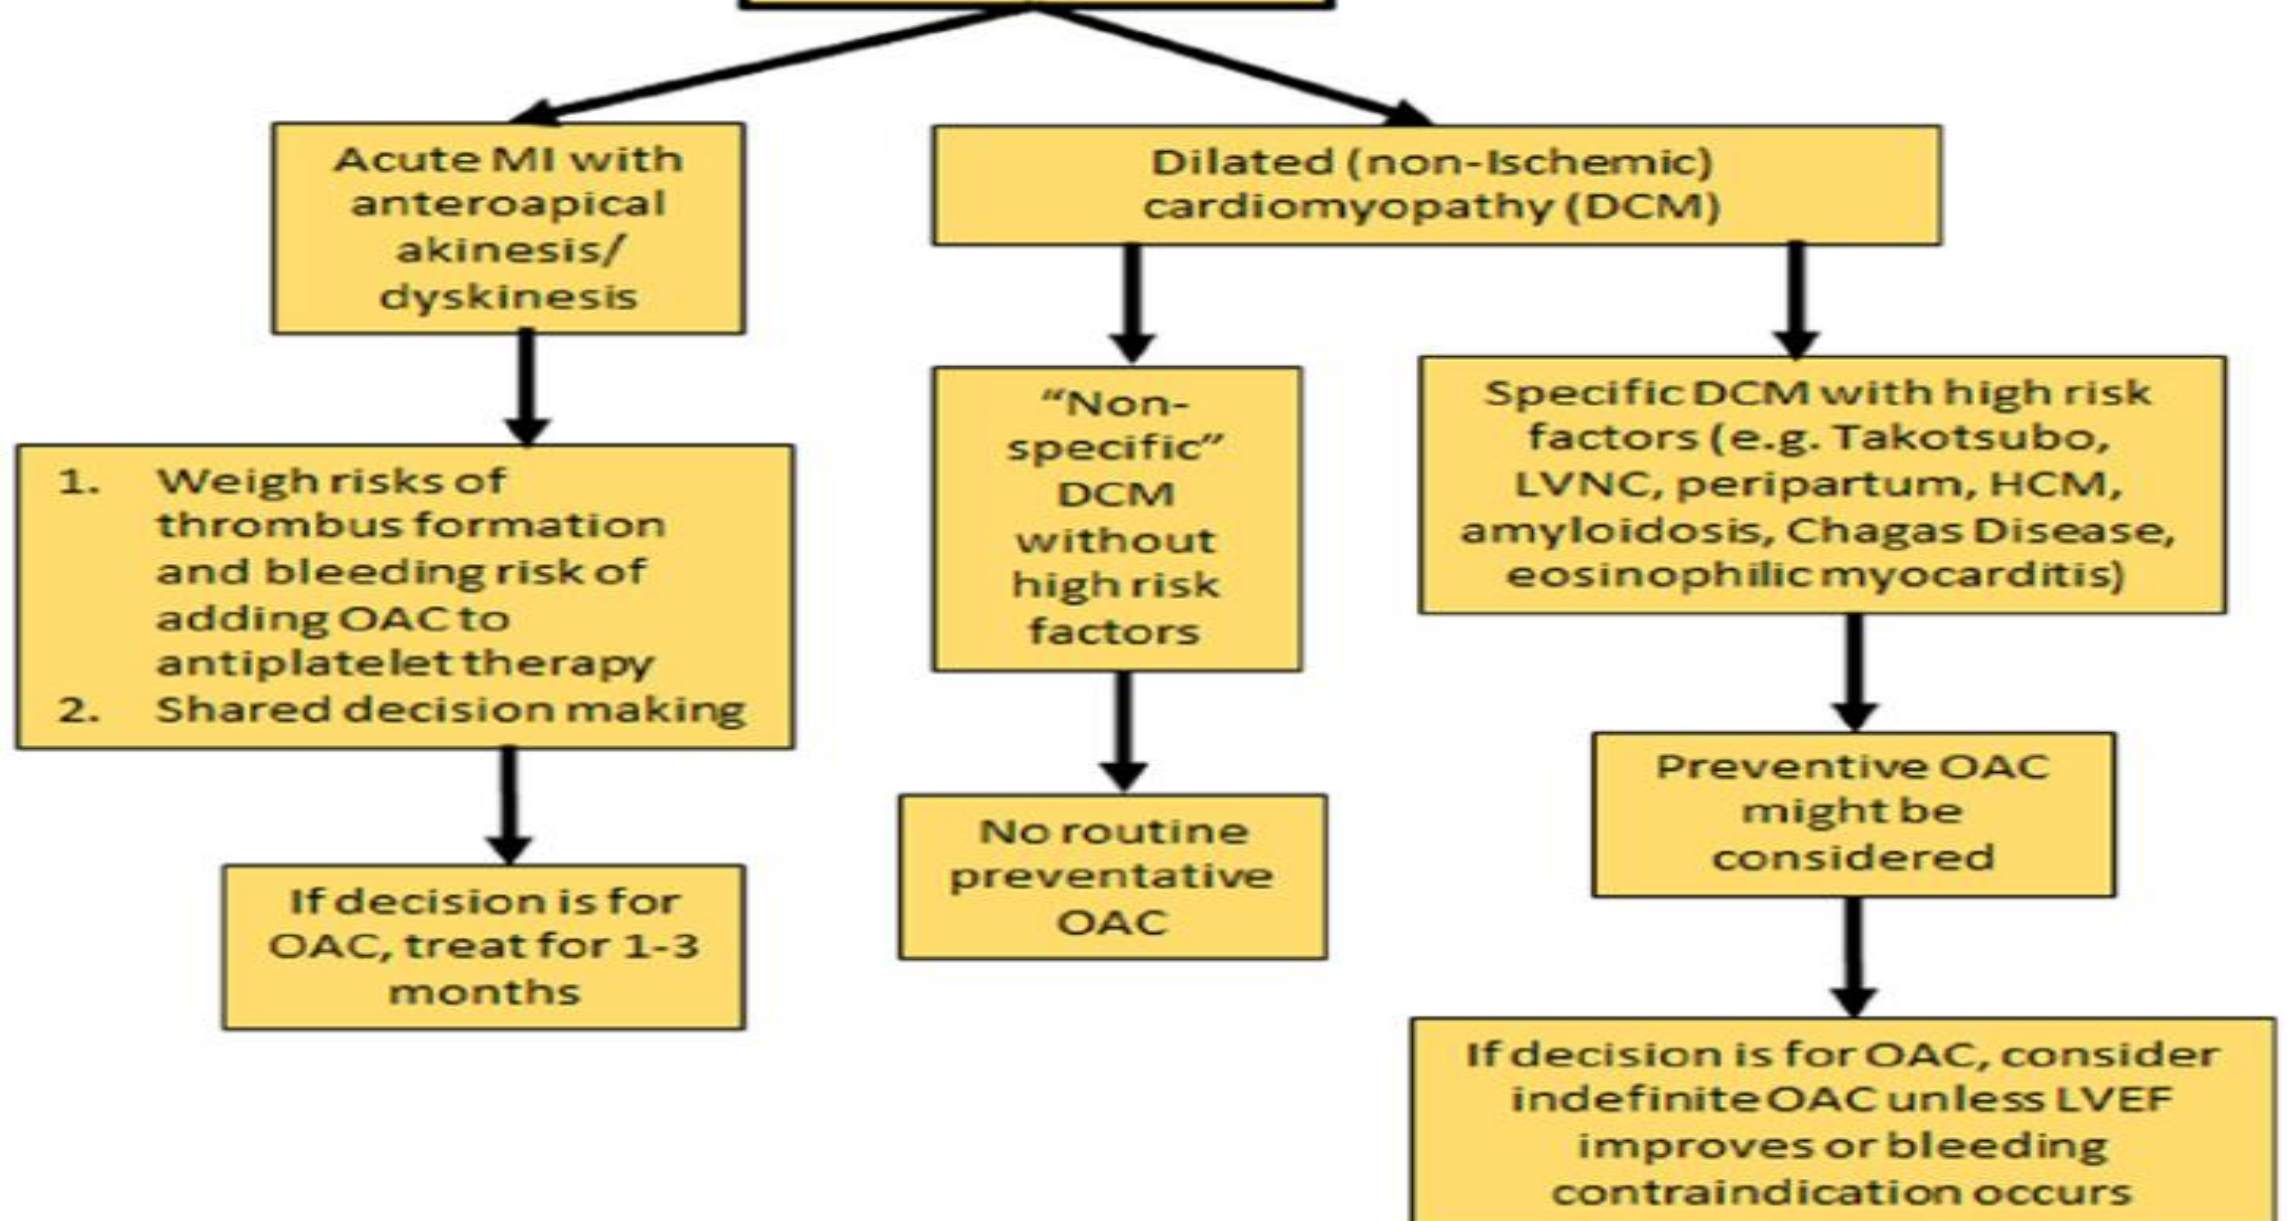 Acute MI with
anteroapical
akinesis/
dyskinesis
Dilated (non-Ischemic)
cardiomyopathy (DCM)
1. Weigh risks of
thrombus formation
and bleeding risk of
adding OAC to
antiplatelet therapy
2. Shared decision making
“Non-
specific”
DCM
without
high risk
factors
Specific DCM with high risk
factors (e.g. Takotsubo,
LVNC, peripartum, HCM,
amyloidosis, Chagas Disease,
eosinophilic myocarditis)
If decision is for
OAC, treat for 1-3
months
No routine
preventative
OAC
Preventive OAC
might be
considered
If decision is for OAC, consider
indefinite OAC unless LVEF
improves or bleeding
contraindication occurs